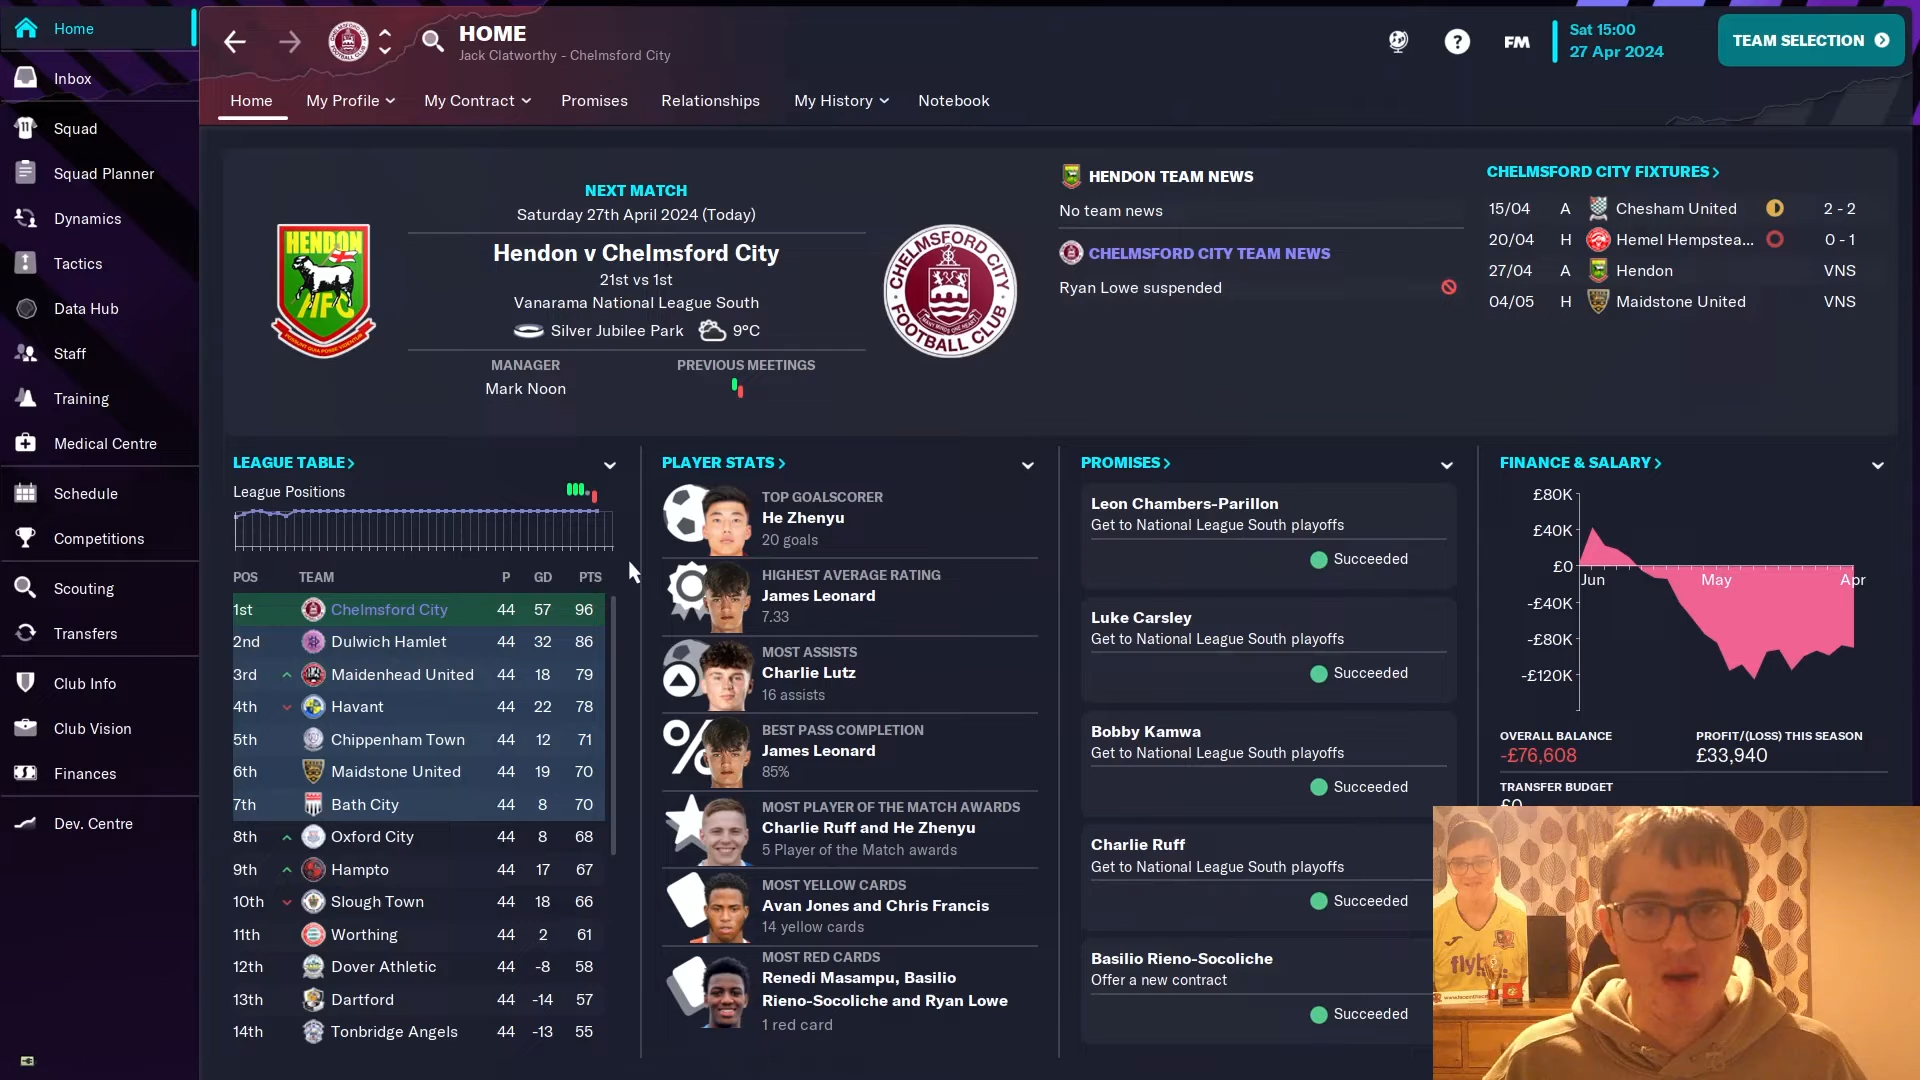 Home
Inbox
Squad
Squad Planner
Dynamics
Tactics
Data Hub
Staff
Training
Medical Centre
Schedule
Competitions
Scouting
Transfers
Club Info
Club Vision
Finances
Dev. Centre
HOME
Jack Clatworthy - Chelmsford City
?
FM
Sat 15:00
27 Apr 2024
TEAM SELECTION
Home
My Profile
My Contract
Promises
Relationships
My History
Notebook
HENDON
HFC
NEXT MATCH
Saturday 27th April 2024 (Today)
Hendon v Chelmsford City
21st vs 1st
Vanarama National League South
Silver Jubilee Park 9°C
MANAGER
Mark Noon
PREVIOUS MEETINGS
CHELMSFORD CITY
FOOTBALL CLUB
HENDON TEAM NEWS
No team news
CHELMSFORD CITY TEAM NEWS
Ryan Lowe suspended
CHELMSFORD CITY FIXTURES
15/04 A Chesham United 2 - 2
20/04 H Hemel Hempstea... 0 - 1
27/04 A Hendon VNS
04/05 H Maidstone United VNS
LEAGUE TABLE
League Positions
POS TEAM P GD PTS
1st Chelmsford City 44 57 96
2nd Dulwich Hamlet 44 32 86
3rd Maidenhead United 44 18 79
4th Havant 44 22 78
5th Chippenham Town 44 12 71
6th Maidstone United 44 19 70
7th Bath City 44 8 70
8th Oxford City 44 8 68
9th Hampto 44 17 67
10th Slough Town 44 18 66
11th Worthing 44 2 61
12th Dover Athletic 44 -8 58
13th Dartford 44 -14 57
14th Tonbridge Angels 44 -13 55
PLAYER STATS
TOP GOALSCORER
He Zhenyu
20 goals
HIGHEST AVERAGE RATING
James Leonard
7.33
MOST ASSISTS
Charlie Lutz
16 assists
%
BEST PASS COMPLETION
James Leonard
85%
MOST PLAYER OF THE MATCH AWARDS
Charlie Ruff and He Zhenyu
5 Player of the Match awards
MOST YELLOW CARDS
Avan Jones and Chris Francis
14 yellow cards
MOST RED CARDS
Renedi Masampu, Basilio
Rieno-Socoliche and Ryan Lowe
1 red card
PROMISES
Leon Chambers-Parillon
Get to National League South playoffs
Succeeded
Luke Carsley
Get to National League South playoffs
Succeeded
Bobby Kamwa
Get to National League South playoffs
Succeeded
Charlie Ruff
Get to National League South playoffs
Succeeded
Basilio Rieno-Socoliche
Offer a new contract
Succeeded
FINANCE & SALARY
£80K
£40K
£0
-£40K
-£80K
-£120K
Jun May Apr
OVERALL BALANCE
-£76,608
PROFIT/(LOSS) THIS SEASON
£33,940
TRANSFER BUDGET
£0